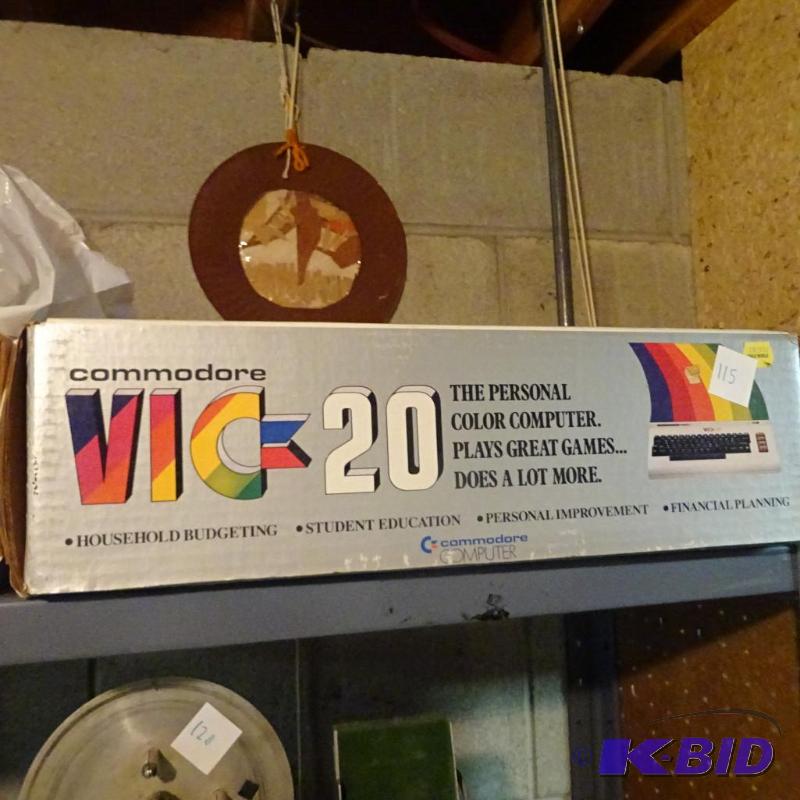 commodore
VIC-20
THE PERSONAL
COLOR COMPUTER.
PLAYS GREAT GAMES...
DOES A LOT MORE.
115
• HOUSEHOLD BUDGETING • STUDENT EDUCATION • PERSONAL IMPROVEMENT • FINANCIAL PLANNING
commodore
COMPUTER
© K-BID